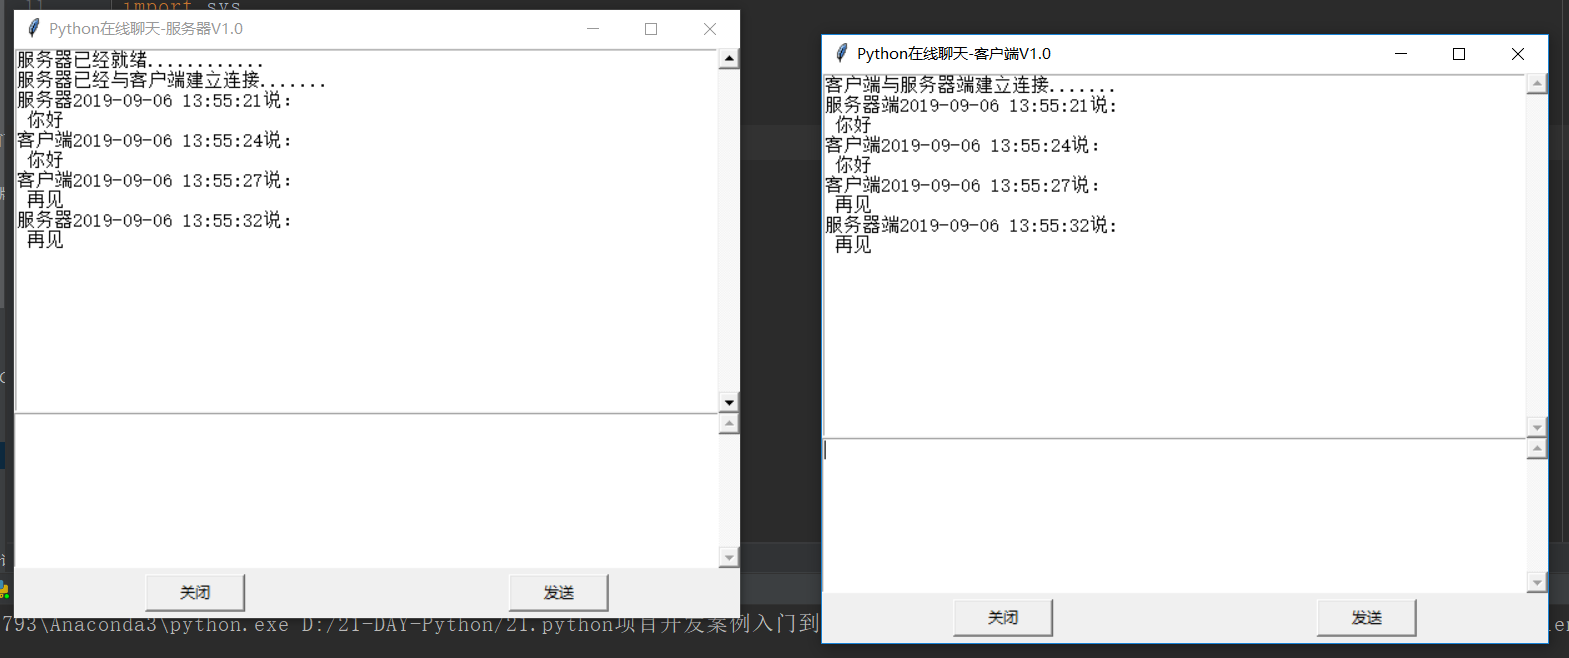 import sys
Python在线聊天-服务器V1.0
服务器已经就绪............
服务器已经与客户端建立连接.......
服务器2019-09-06 13:55:21说：
你好
客户端2019-09-06 13:55:24说：
你好
客户端2019-09-06 13:55:27说：
再见
服务器2019-09-06 13:55:32说：
再见
关闭
发送
Python在线聊天-客户端V1.0
客户端与服务器端建立连接.......
服务器端2019-09-06 13:55:21说：
你好
客户端2019-09-06 13:55:24说：
你好
客户端2019-09-06 13:55:27说：
再见
服务器端2019-09-06 13:55:32说：
再见
关闭
发送
793\Anaconda3\python.exe D:/21-DAY-Python/21.python项目开发案例入门到